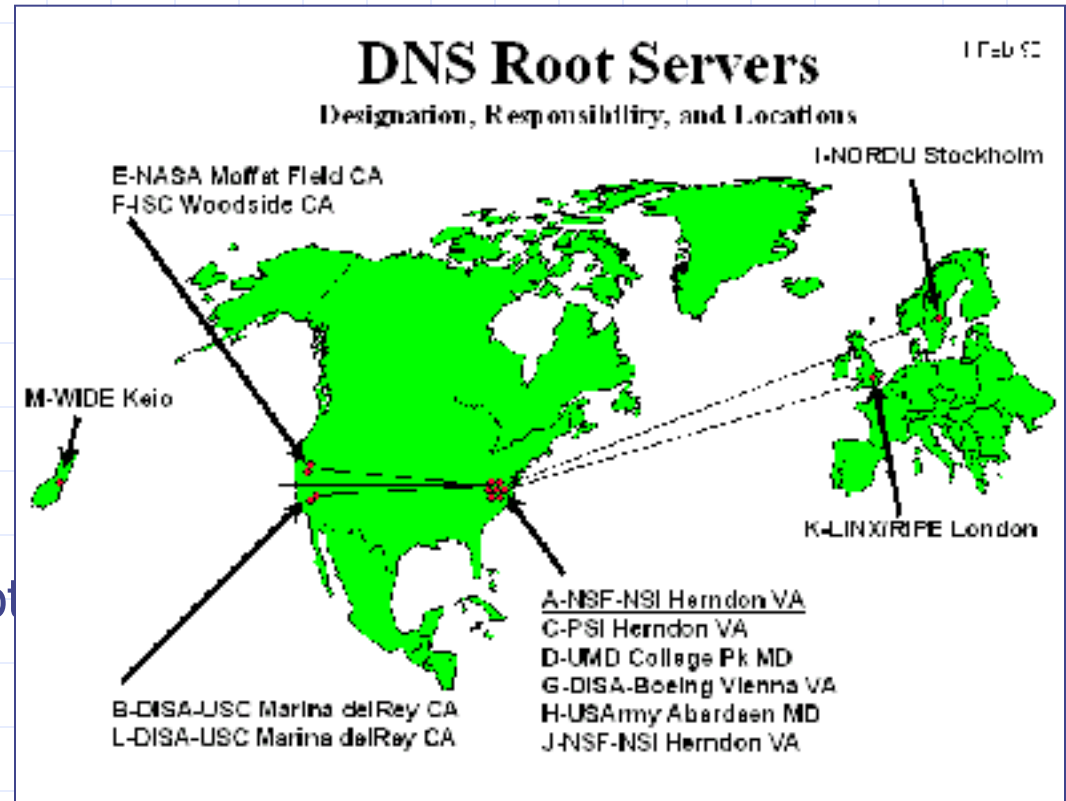 DNS Root Servers
1 Feb
Designation, Responsibility, and Locations
I-NORDU Stockholm
E-NASA Moffet Field CA
F-ISC Woodside CA
M-WIDE Keio
K-LINX/RIPE London
A-NSF-NSI Herndon VA
C-PSI Herndon VA
D-UMD College Pk MD
G-DISA-Boeing Vienna VA
H-USArmy Aberdeen MD
J-NSF-NSI Herndon VA
B-DISA-USC Marina delRey CA
L-DISA-USC Marina delRey CA